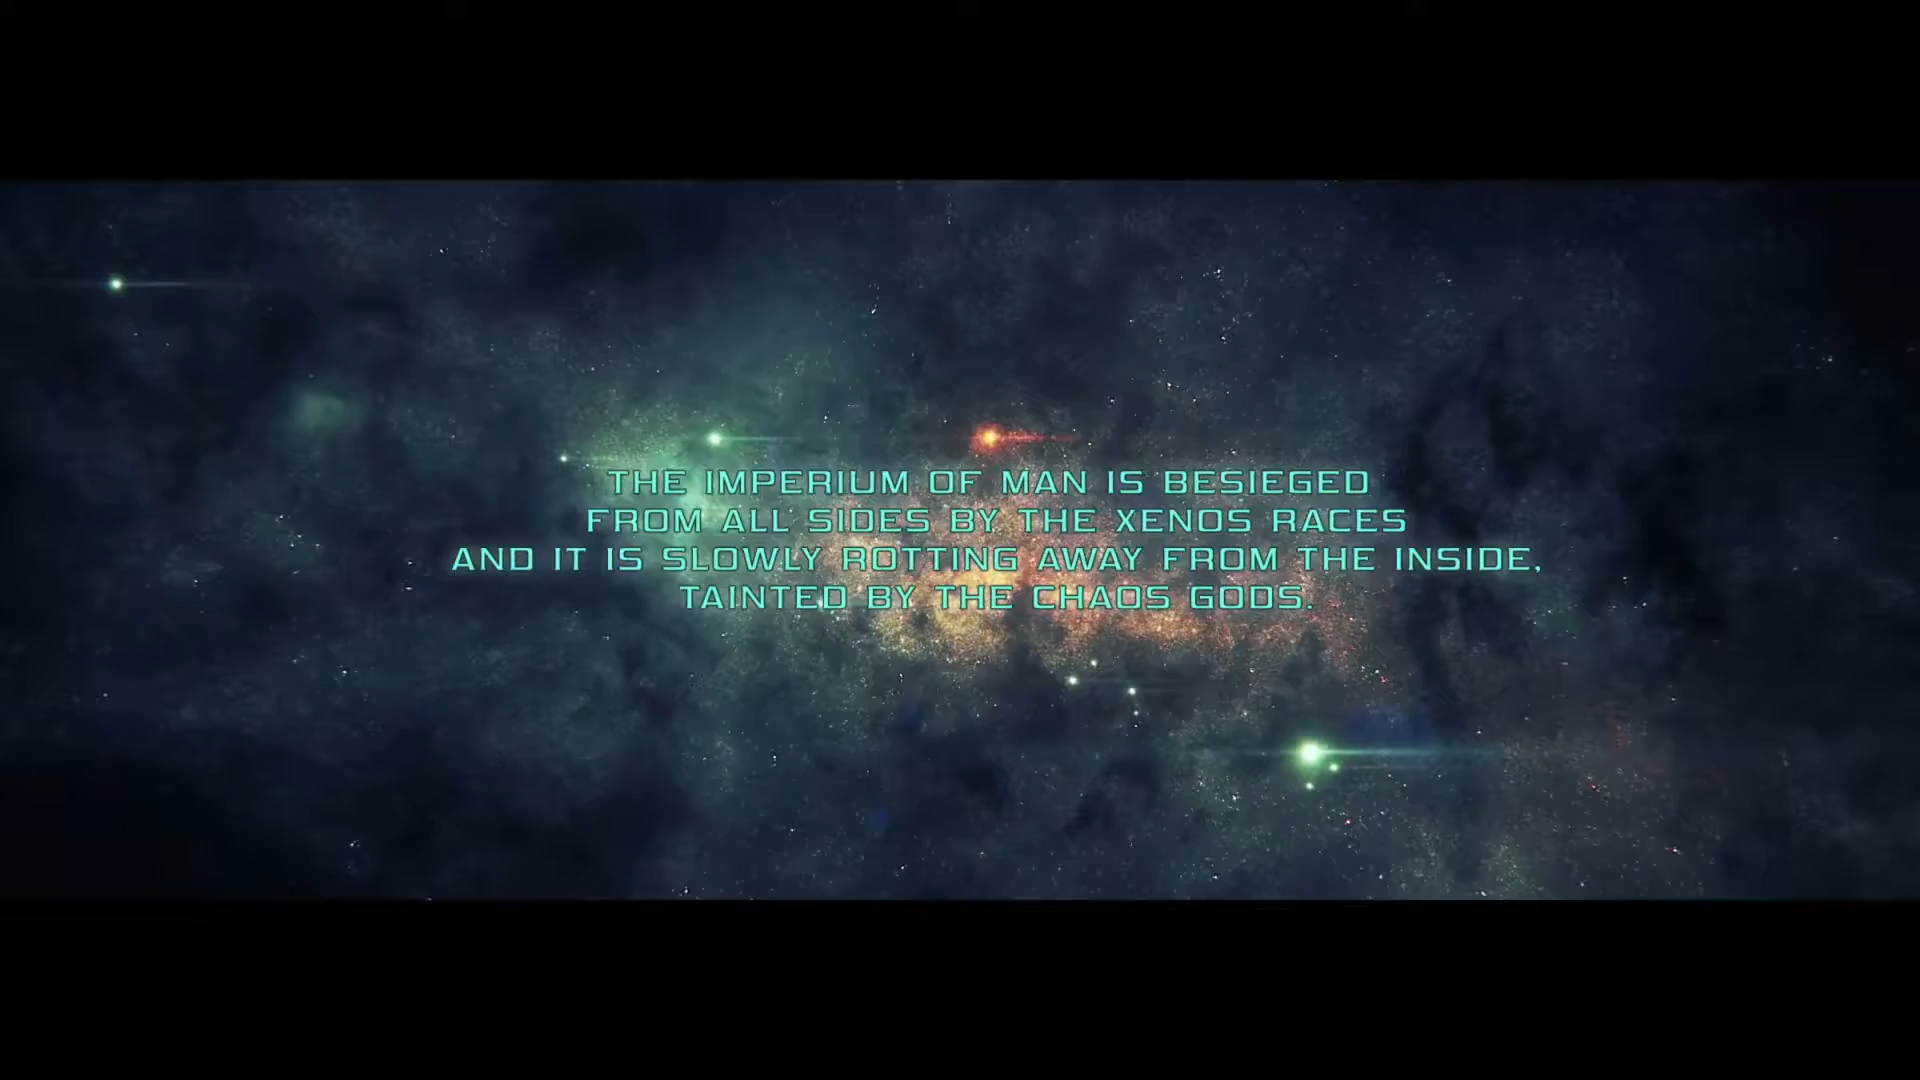 THE IMPERIUM OF MAN IS BESIEGED
FROM ALL SIDES BY THE XENOS RACES
AND IT IS SLOWLY ROTTING AWAY FROM THE INSIDE,
TAINTED BY THE CHAOS GODS.